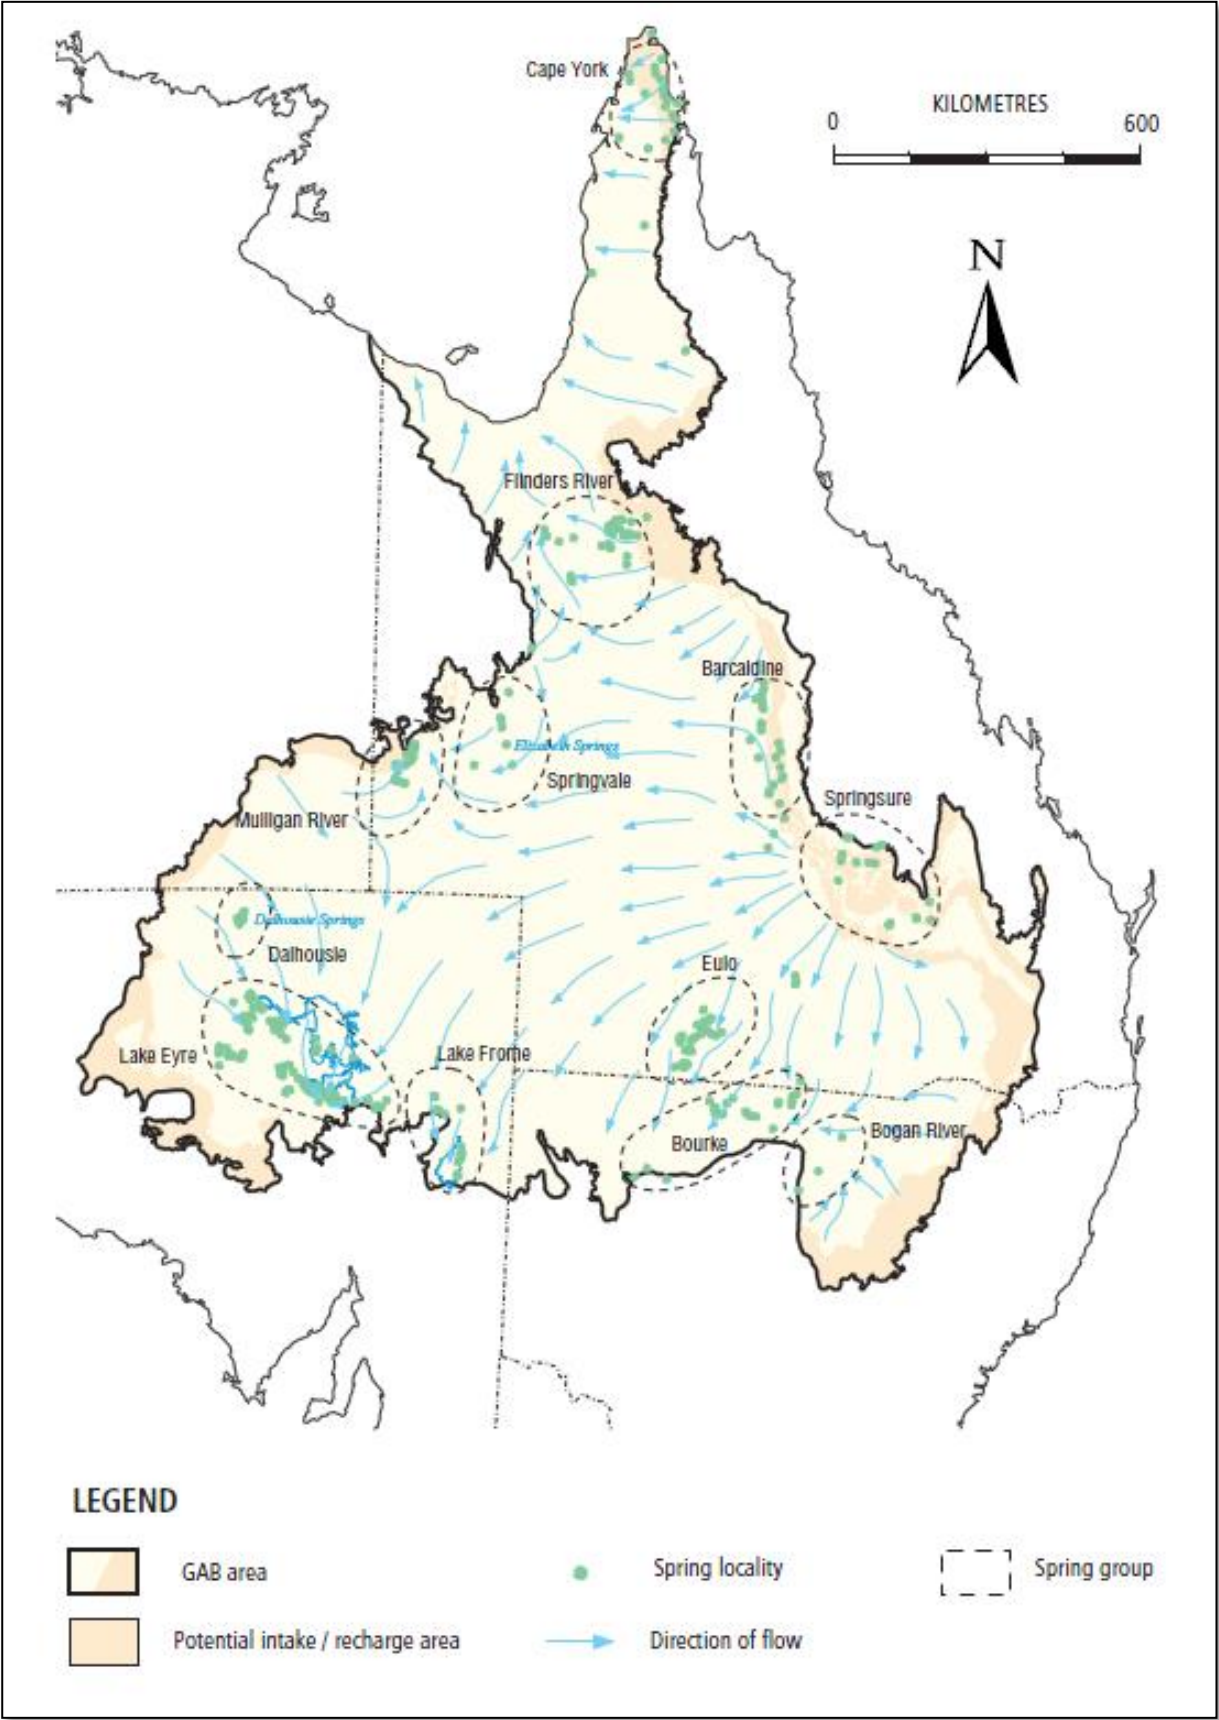 Cape York
KILOMETRES
0
600
N
Flinders River
Barcaldine
Elizabeth Springs
Springvale
Springsure
Mulligan River
Dalhousie Springs
Dalhousie
Eulo
Lake Eyre
Lake Frome
Bourke
Bogan River
LEGEND
GAB area
Spring locality
Spring group
Potential intake / recharge area
Direction of flow